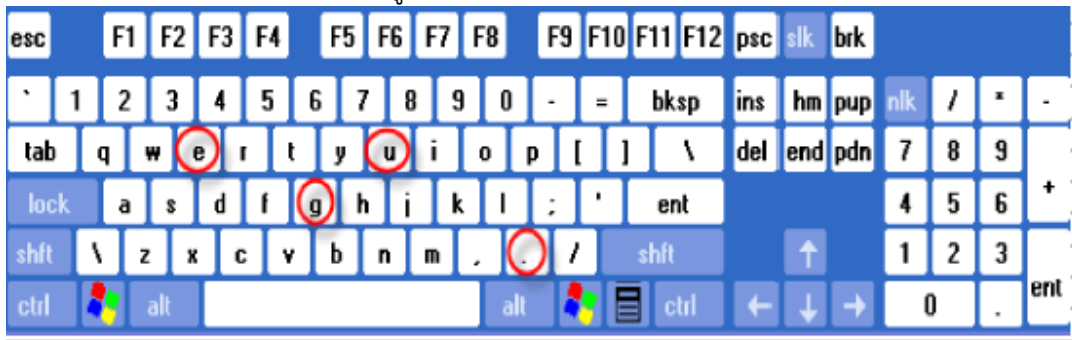 esc F1 F2 F3 F4 F5 F6 F7 F8 F9 F10 F11 F12 psc slk brk
` 1 2 3 4 5 6 7 8 9 0 - = bksp ins hm pup nlk / * -
tab q w e r t y u i o p [ ] \ del end pdn 7 8 9 +
lock a s d f g h j k l ; ' ent 4 5 6
shft \ z x c v b n m , . / shft ↑ 1 2 3 ent
ctrl alt alt ctrl ← ↓ → 0 .